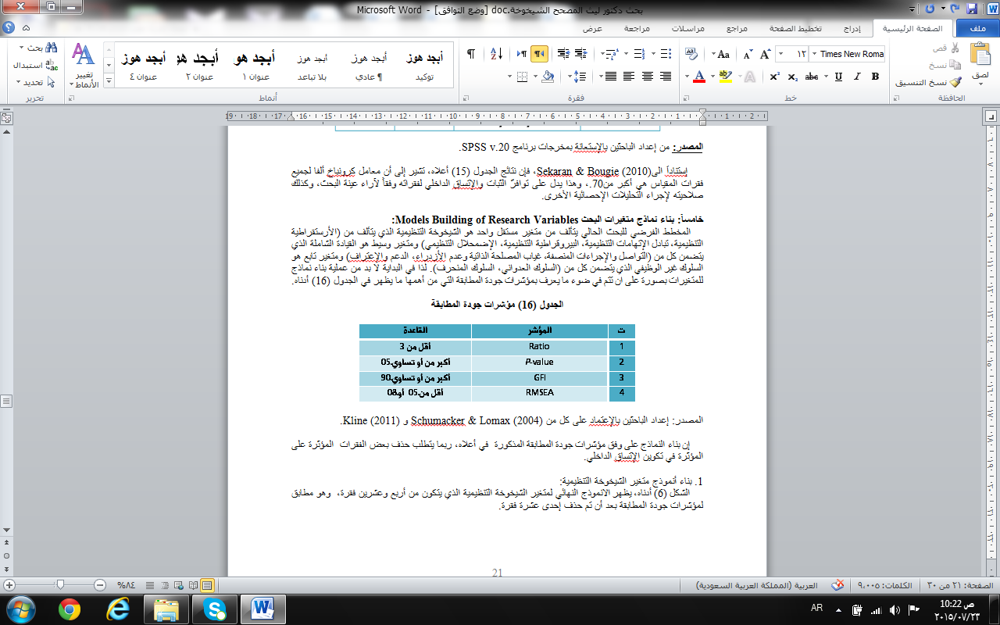 بحث دكتور ليث المصحح الشيخوخة.doc [وضع التوافق] - Microsoft Word
ملف
الصفحة الرئيسية
إدراج
تخطيط الصفحة
مراجع
مراسلات
مراجعة
عرض
لصق
قص
نسخ
نسخ التنسيق
الحافظة
Times New Roma
١٢
خط
فقرة
أبجد هوز
توكيد
أبجد هوز
¶ عادي
أبجد هوز
بلا تباعد
أبجد هو
عنوان ١
أبجد هو
عنوان ٢
أبجد هوز
عنوان ٤
أنماط
تغيير الأنماط
بحث
استبدال
تحديد
تحرير
المصدر: من إعداد الباحثين بالإستعانة بمخرجات برنامج SPSS v.20.
إستناداً الى Sekaran & Bougie (2010)، فإن نتائج الجدول (15) أعلاه، تشير إلى أن معامل كرونباخ ألفا لجميع
فقرات المقياس هي أكبر من 70.، وهذا يدل على توافر الثبات والإتساق الداخلي لفقراته وفقاً لآراء عينة البحث، وكذلك
صلاحيته لإجراء التحليلات الإحصائية الأخرى.
خامساً: بناء نماذج متغيرات البحث Models Building of Research Variables:
المخطط الفرضي للبحث الحالي يتألف من متغير مستقل واحد هو الشيخوخة التنظيمية الذي يتألف من (الأرستقراطية
التنظيمية، تبادل الإتهامات التنظيمية، البيروقراطية التنظيمية، الإضمحلال التنظيمي) ومتغير وسيط هو القيادة الشاملة الذي
يتضمن كل من (التواصل والإجراءات المنصفة، غياب المصلحة الذاتية وعدم الأزدراء، الدعم والإعتراف) ومتغير تابع هو
السلوك غير الوظيفي الذي يتضمن كل من (السلوك العدواني، السلوك المنحرف). لذا في البداية لا بد من عملية بناء نماذج
للمتغيرات بصورة على ان تتم في ضوء ما يعرف بمؤشرات جودة المطابقة التي من أهمها ما يظهر في الجدول (16) أدناه.
الجدول (16) مؤشرات جودة المطابقة
ت المؤشر القاعدة
1 Ratio أقل من 3
2 P-value أكبر من أو تساوي.05
3 GFI أكبر من أو تساوي.90
4 RMSEA أقل من.05 أو.08
المصدر: إعداد الباحثين بالإعتماد على كل من Schumacker & Lomax (2004) و Kline (2011).
إن بناء النماذج على وفق مؤشرات جودة المطابقة المذكورة في أعلاه، ربما يتطلب حذف بعض الفقرات المؤثرة على
المؤثرة في تكوين الإتساق الداخلي.
1. بناء أنموذج متغير الشيخوخة التنظيمية:
الشكل (6) أدناه، يظهر الانموذج النهائي لمتغير الشيخوخة التنظيمية الذي يتكون من أربع وعشرين فقرة، وهو مطابق
لمؤشرات جودة المطابقة بعد أن تم حذف إحدى عشرة فقرة.
21
الصفحة: ٢١ من ٣٠
الكلمات: ٩،٠٠٥
العربية (المملكة العربية السعودية)
٨٤%
AR
10:22 ص
٢٠١٥/٠٧/٢٣